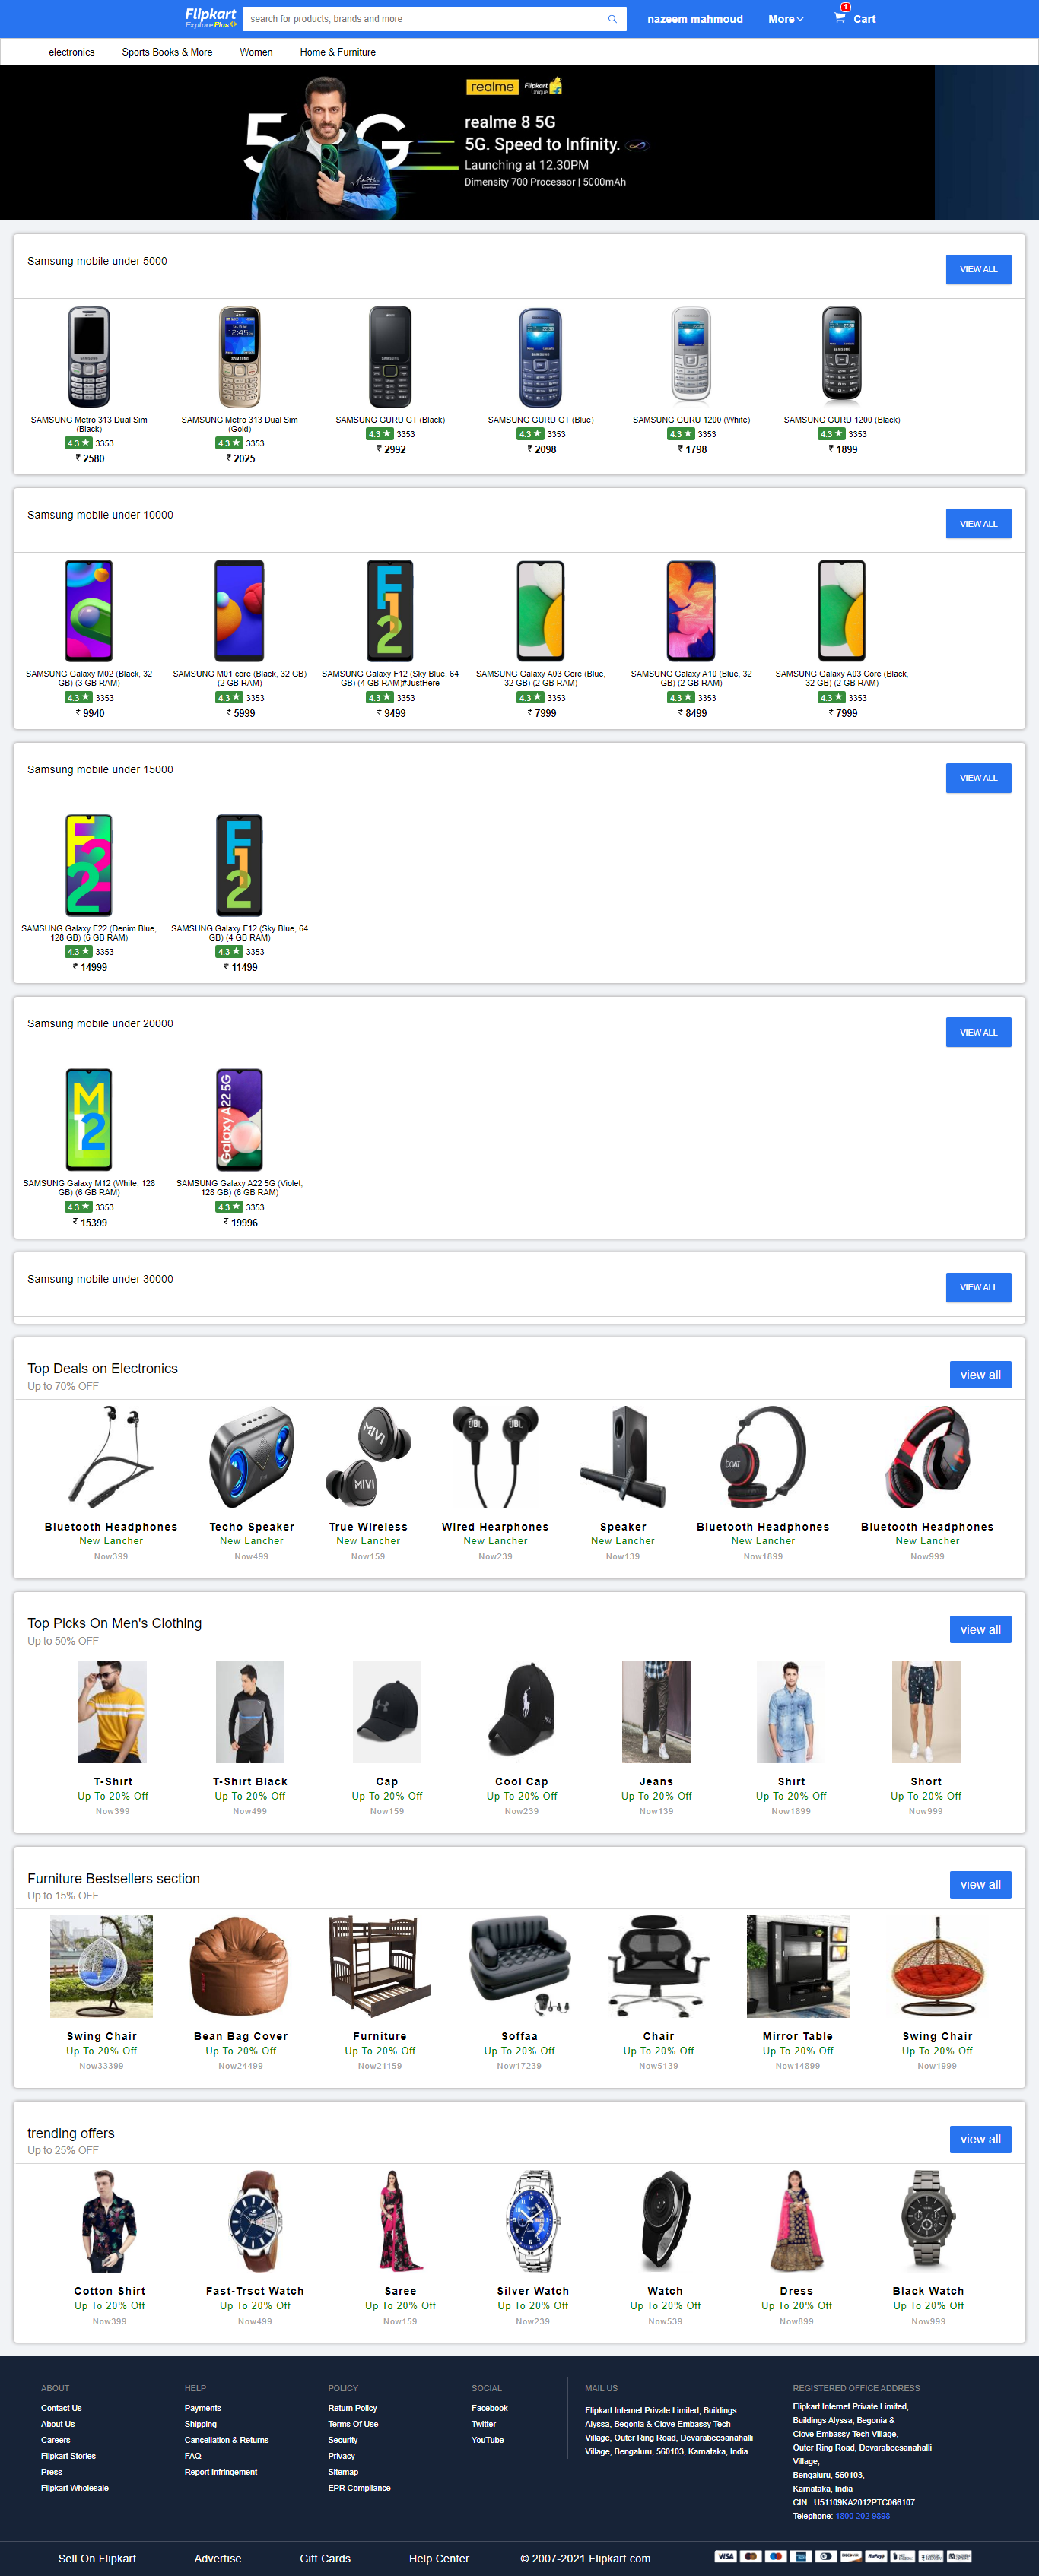 Flipkart
Explore Plus
search for products, brands and more
nazeem mahmoud
More
1
Cart
electronics
Sports Books & More
Women
Home & Furniture
realme
Flipkart
Unique
5G
realme 8 5G
5G. Speed to Infinity.
Launching at 12.30PM
Dimensity 700 Processor | 5000mAh
Samsung mobile under 5000
VIEW ALL
SAMSUNG Metro 313 Dual Sim
(Black)
4.3 ★ 3353
₹ 2580
SAMSUNG Metro 313 Dual Sim
(Gold)
4.3 ★ 3353
₹ 2025
SAMSUNG GURU GT (Black)
4.3 ★ 3353
₹ 2992
SAMSUNG GURU GT (Blue)
4.3 ★ 3353
₹ 2098
SAMSUNG GURU 1200 (White)
4.3 ★ 3353
₹ 1798
SAMSUNG GURU 1200 (Black)
4.3 ★ 3353
₹ 1899
Samsung mobile under 10000
VIEW ALL
SAMSUNG Galaxy M02 (Black, 32
GB) (3 GB RAM)
4.3 ★ 3353
₹ 9940
SAMSUNG M01 core (Black, 32 GB)
(2 GB RAM)
4.3 ★ 3353
₹ 5999
F12
SAMSUNG Galaxy F12 (Sky Blue, 64
GB) (4 GB RAM)#JustHere
4.3 ★ 3353
₹ 9499
SAMSUNG Galaxy A03 Core (Blue,
32 GB) (2 GB RAM)
4.3 ★ 3353
₹ 7999
SAMSUNG Galaxy A10 (Blue, 32
GB) (2 GB RAM)
4.3 ★ 3353
₹ 8499
SAMSUNG Galaxy A03 Core (Black,
32 GB) (2 GB RAM)
4.3 ★ 3353
₹ 7999
Samsung mobile under 15000
VIEW ALL
F22
SAMSUNG Galaxy F22 (Denim Blue,
128 GB) (6 GB RAM)
4.3 ★ 3353
₹ 14999
F12
SAMSUNG Galaxy F12 (Sky Blue, 64
GB) (4 GB RAM)
4.3 ★ 3353
₹ 11499
Samsung mobile under 20000
VIEW ALL
M12
SAMSUNG Galaxy M12 (White, 128
GB) (6 GB RAM)
4.3 ★ 3353
₹ 15399
Galaxy A22 5G
SAMSUNG Galaxy A22 5G (Violet,
128 GB) (6 GB RAM)
4.3 ★ 3353
₹ 19996
Samsung mobile under 30000
VIEW ALL
Top Deals on Electronics
Up to 70% OFF
view all
MIVI
MIVI
JBL
JBL
boAt
Bluetooth Headphones
New Lancher
Now399
Techo Speaker
New Lancher
Now499
True Wireless
New Lancher
Now159
Wired Hearphones
New Lancher
Now239
Speaker
New Lancher
Now139
Bluetooth Headphones
New Lancher
Now1899
Bluetooth Headphones
New Lancher
Now999
Top Picks On Men's Clothing
Up to 50% OFF
view all
T-Shirt
Up To 20% Off
Now399
T-Shirt Black
Up To 20% Off
Now499
Cap
Up To 20% Off
Now159
Cool Cap
Up To 20% Off
Now239
Jeans
Up To 20% Off
Now139
Shirt
Up To 20% Off
Now1899
Short
Up To 20% Off
Now999
Furniture Bestsellers section
Up to 15% OFF
view all
Swing Chair
Up To 20% Off
Now33399
Bean Bag Cover
Up To 20% Off
Now24499
Furniture
Up To 20% Off
Now21159
Soffaa
Up To 20% Off
Now17239
Chair
Up To 20% Off
Now5139
Mirror Table
Up To 20% Off
Now14899
Swing Chair
Up To 20% Off
Now1999
trending offers
Up to 25% OFF
view all
Cotton Shirt
Up To 20% Off
Now399
Fast-Trsct Watch
Up To 20% Off
Now499
Saree
Up To 20% Off
Now159
Silver Watch
Up To 20% Off
Now239
Watch
Up To 20% Off
Now539
Dress
Up To 20% Off
Now899
Black Watch
Up To 20% Off
Now999
ABOUT
Contact Us
About Us
Careers
Flipkart Stories
Press
Flipkart Wholesale
HELP
Payments
Shipping
Cancellation & Returns
FAQ
Report Infringement
POLICY
Return Policy
Terms Of Use
Security
Privacy
Sitemap
EPR Compliance
SOCIAL
Facebook
Twitter
YouTube
MAIL US
Flipkart Internet Private Limited, Buildings
Alyssa, Begonia & Clove Embassy Tech
Village, Outer Ring Road, Devarabeesanahalli
Village, Bengaluru, 560103, Karnataka, India
REGISTERED OFFICE ADDRESS
Flipkart Internet Private Limited,
Buildings Alyssa, Begonia &
Clove Embassy Tech Village,
Outer Ring Road, Devarabeesanahalli
Village,
Bengaluru, 560103,
Karnataka, India
CIN : U51109KA2012PTC066107
Telephone: 1800 202 9898
Sell On Flipkart
Advertise
Gift Cards
Help Center
© 2007-2021 Flipkart.com
VISA
RuPay